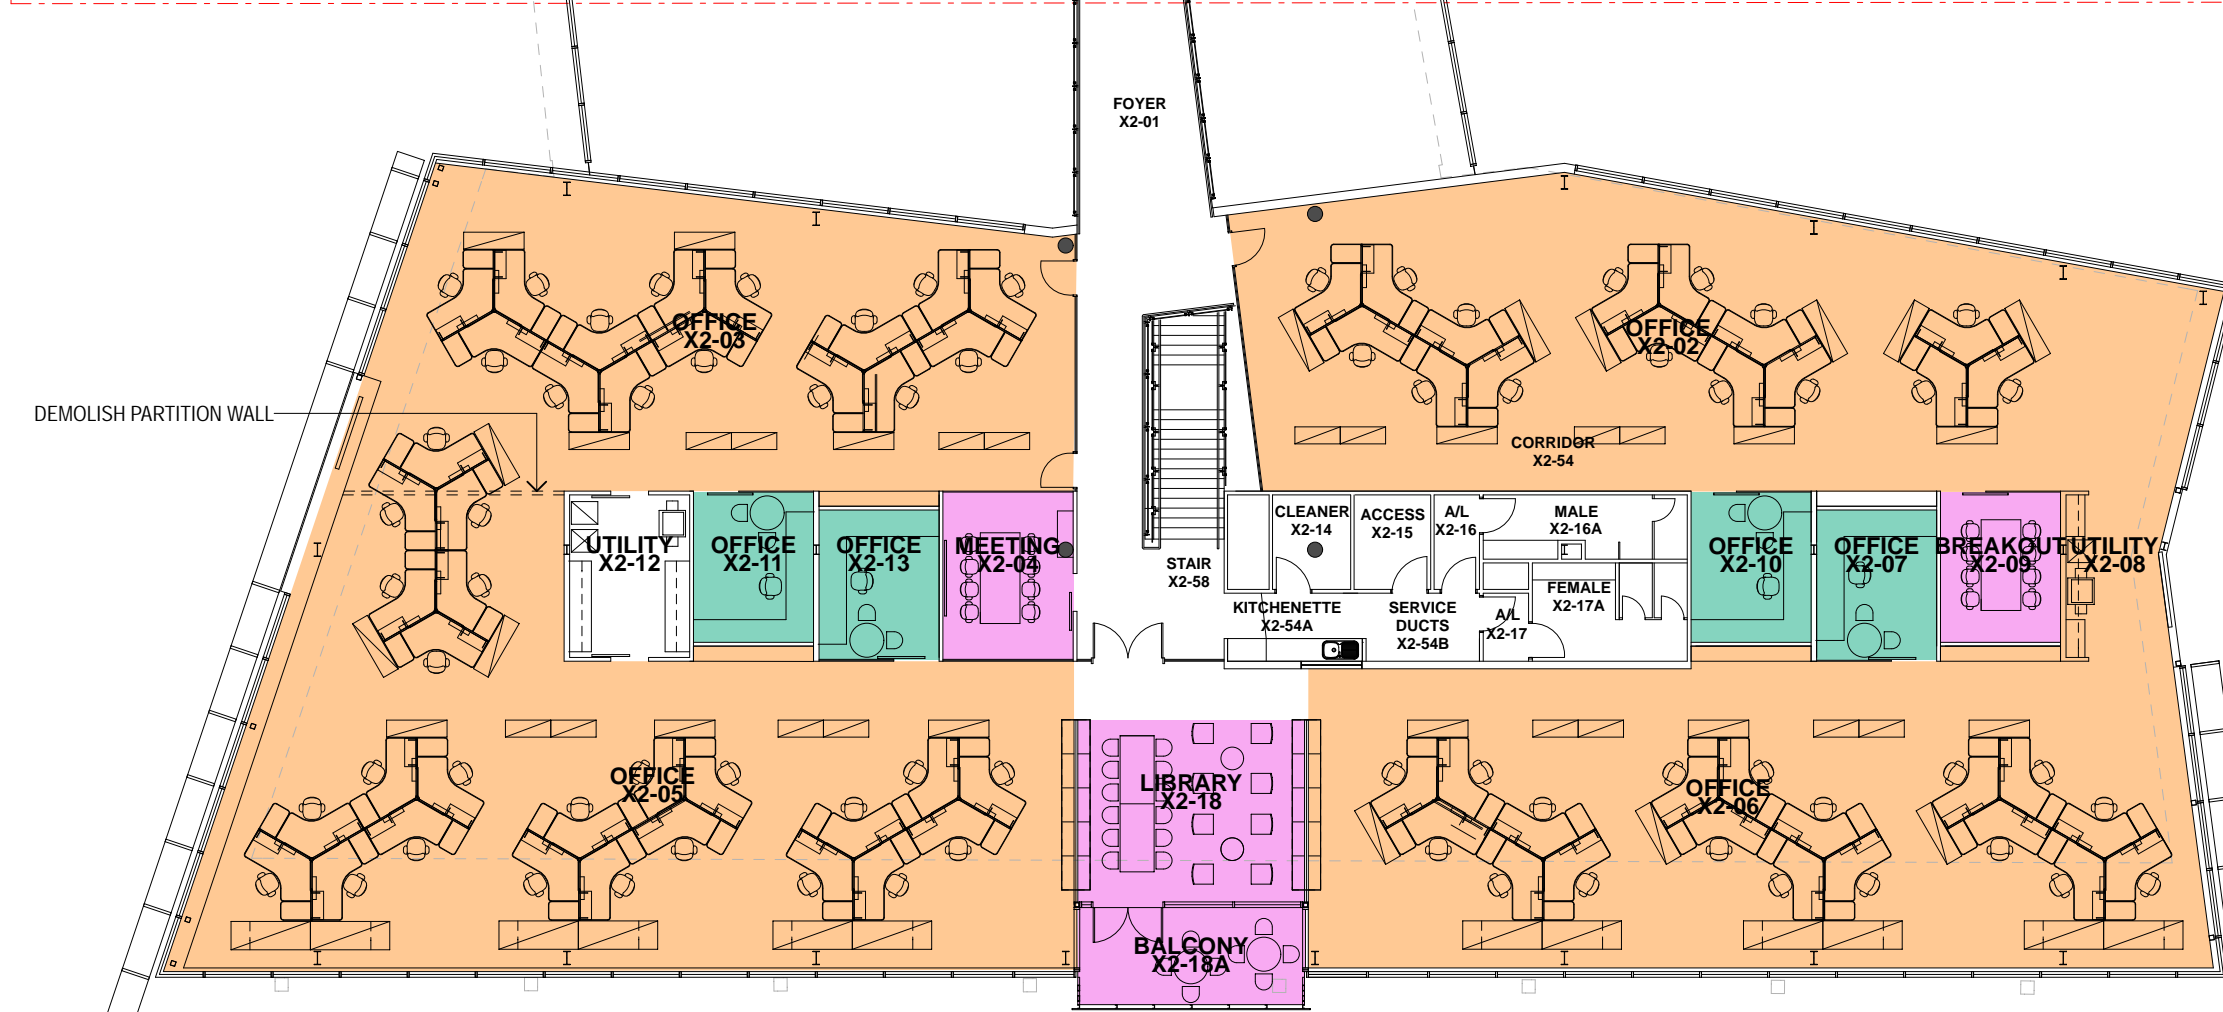 FOYER
X2-01
OFFICE
X2-03
OFFICE
X2-02
DEMOLISH PARTITION WALL
CORRIDOR
X2-54
UTILITY
X2-12
OFFICE
X2-11
OFFICE
X2-13
MEETING
X2-04
STAIR
X2-58
CLEANER
X2-14
ACCESS
X2-15
A/L
X2-16
MALE
X2-16A
FEMALE
X2-17A
A/L
X2-17
KITCHENETTE
X2-54A
SERVICE
DUCTS
X2-54B
OFFICE
X2-10
OFFICE
X2-07
BREAKOUT
X2-09
UTILITY
X2-08
OFFICE
X2-05
LIBRARY
X2-18
OFFICE
X2-06
BALCONY
X2-18A